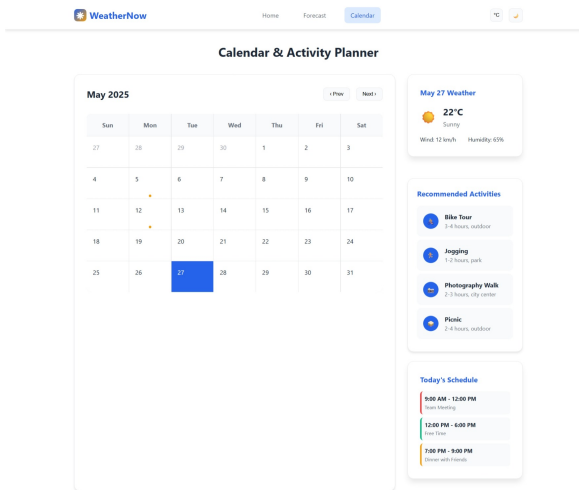 WeatherNow
Home Forecast Calendar
°C
Calendar & Activity Planner
May 2025
‹ Prev Next ›
Sun Mon Tue Wed Thu Fri Sat
27 28 29 30 1 2 3
4 5 6 7 8 9 10
11 12 13 14 15 16 17
18 19 20 21 22 23 24
25 26 27 28 29 30 31
May 27 Weather
22°C
Sunny
Wind: 12 km/h Humidity: 65%
Recommended Activities
Bike Tour
3-4 hours, outdoor
Jogging
1-2 hours, park
Photography Walk
2-3 hours, city center
Picnic
2-4 hours, outdoor
Today's Schedule
9:00 AM - 12:00 PM
Team Meeting
12:00 PM - 6:00 PM
Free Time
7:00 PM - 9:00 PM
Dinner with Friends